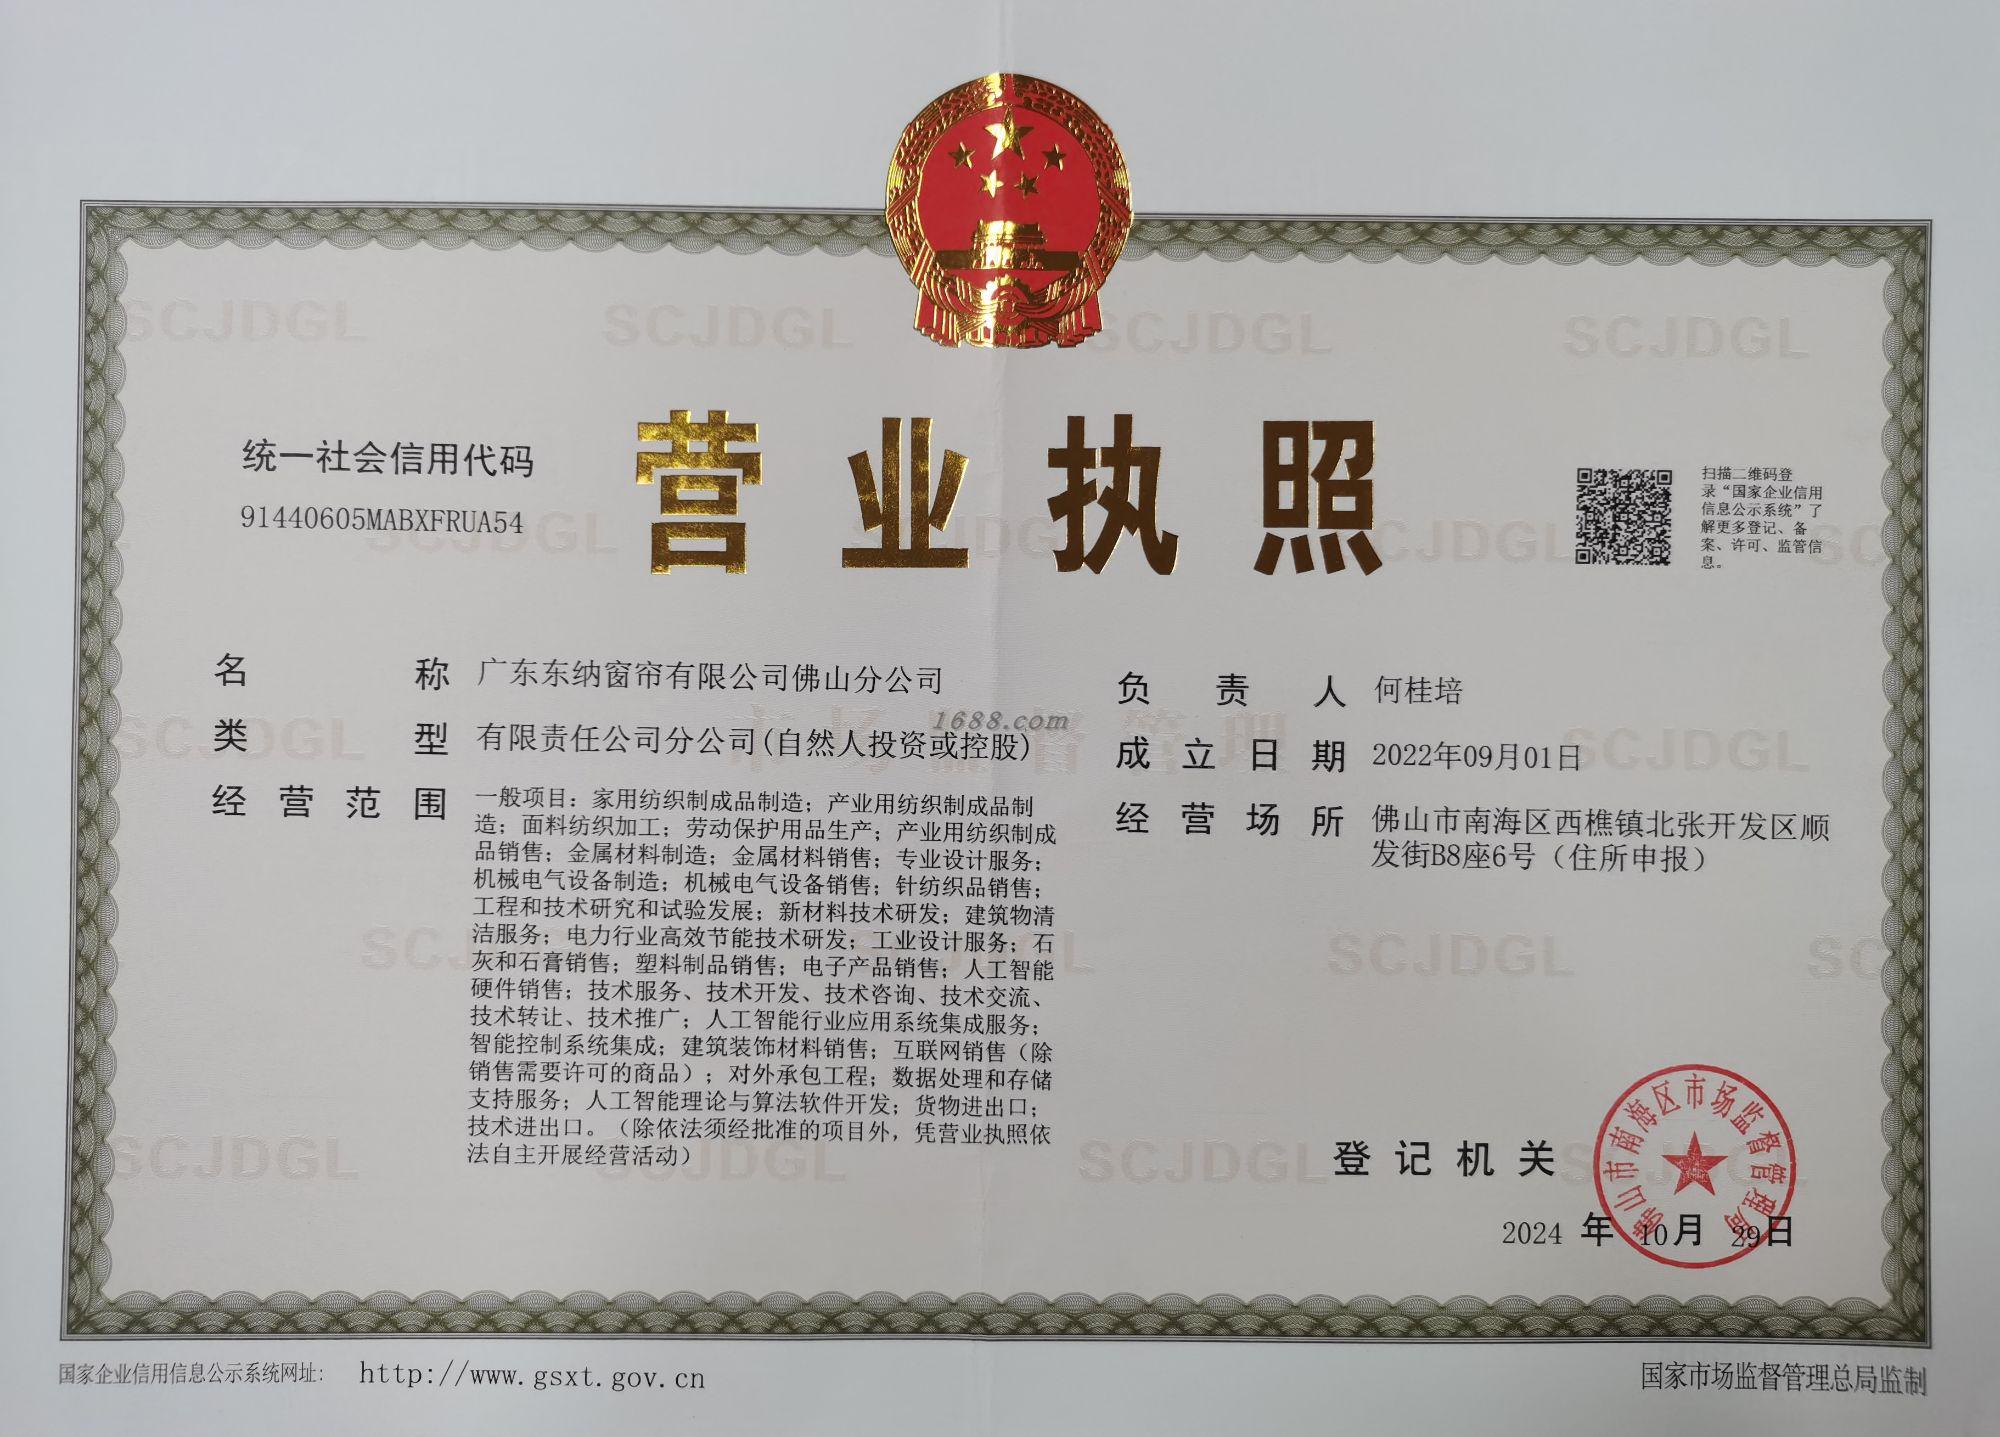 营业执照
统一社会信用代码
91440605MABXFRUA54
扫描二维码登
录“国家企业信用
信息公示系统”了
解更多登记、备
案、许可、监管信
息。
名称 广东东纳窗帘有限公司佛山分公司
类型 有限责任公司分公司(自然人投资或控股)
经营范围 一般项目：家用纺织制成品制造；产业用纺织制成品制
造；面料纺织加工；劳动保护用品生产；产业用纺织制成
品销售；金属材料制造；金属材料销售；专业设计服务；
机械电气设备制造；机械电气设备销售；针纺织品销售；
工程和技术研究和试验发展；新材料技术研发；建筑物清
洁服务；电力行业高效节能技术研发；工业设计服务；石
灰和石膏销售；塑料制品销售；电子产品销售；人工智能
硬件销售；技术服务、技术开发、技术咨询、技术交流、
技术转让、技术推广；人工智能行业应用系统集成服务；
智能控制系统集成；建筑装饰材料销售；互联网销售（除
销售需要许可的商品）；对外承包工程；数据处理和存储
支持服务；人工智能理论与算法软件开发；货物进出口；
技术进出口。（除依法须经批准的项目外，凭营业执照依
法自主开展经营活动）
负责人 何桂培
成立日期 2022年09月01日
经营场所 佛山市南海区西樵镇北张开发区顺
发街B8座6号（住所申报）
1688.com
SCJDGL
市场监督管理
登记机关
佛山市南海区市场监督管理局
2024 年 10月 29日
国家企业信用信息公示系统网址： http://www.gsxt.gov.cn
国家市场监督管理总局监制